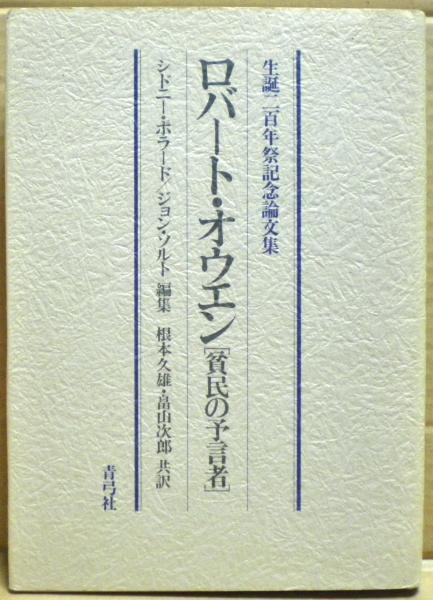 生誕二百年祭記念論文集
ロバート・オウエン[貧民の予言者]
シドニー・ポラード／ジョン・ソルト 編集 根本久雄・畠山次郎 共訳
青弓社